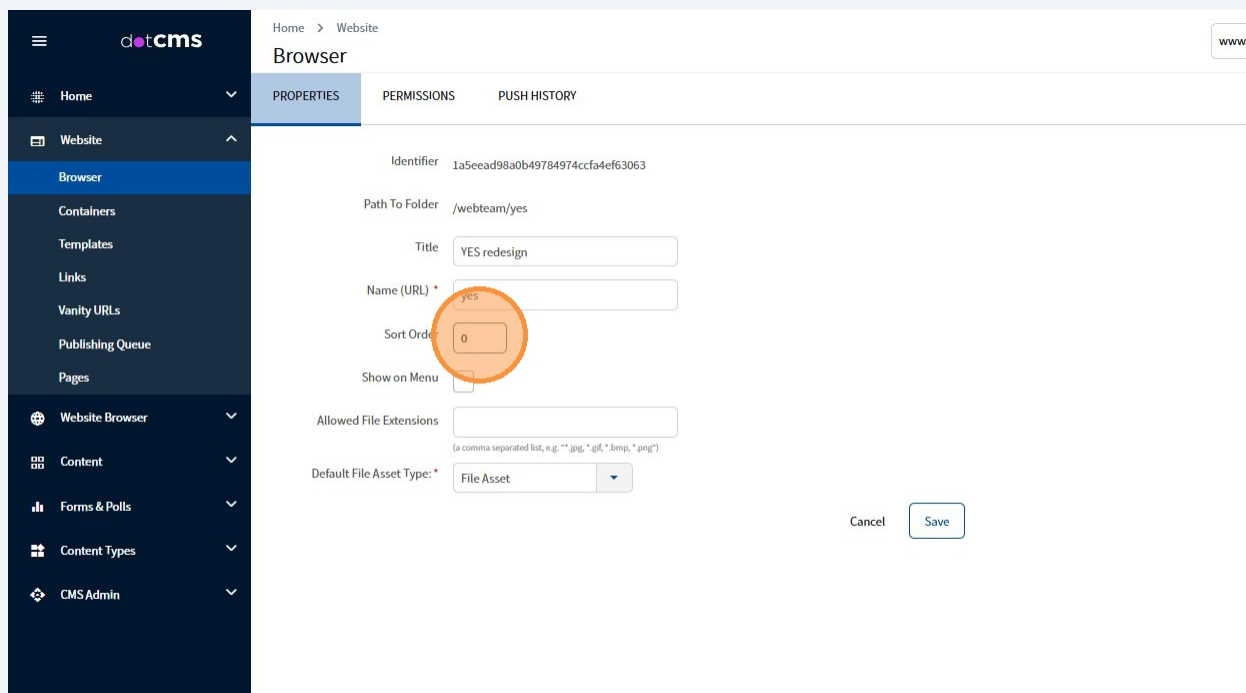 dotCMS
Home
Website
Browser
Containers
Templates
Links
Vanity URLs
Publishing Queue
Pages
Website Browser
Content
Forms & Polls
Content Types
CMS Admin
Home > Website
Browser
www
PROPERTIES PERMISSIONS PUSH HISTORY
Identifier 1a5eead98a0b49784974ccfa4ef63063
Path To Folder /webteam/yes
Title YES redesign
Name (URL) * yes
Sort Order 0
Show on Menu
Allowed File Extensions
(a comma separated list, e.g. "*.jpg, *.gif, *.bmp, *.png")
Default File Asset Type: * File Asset
Cancel Save